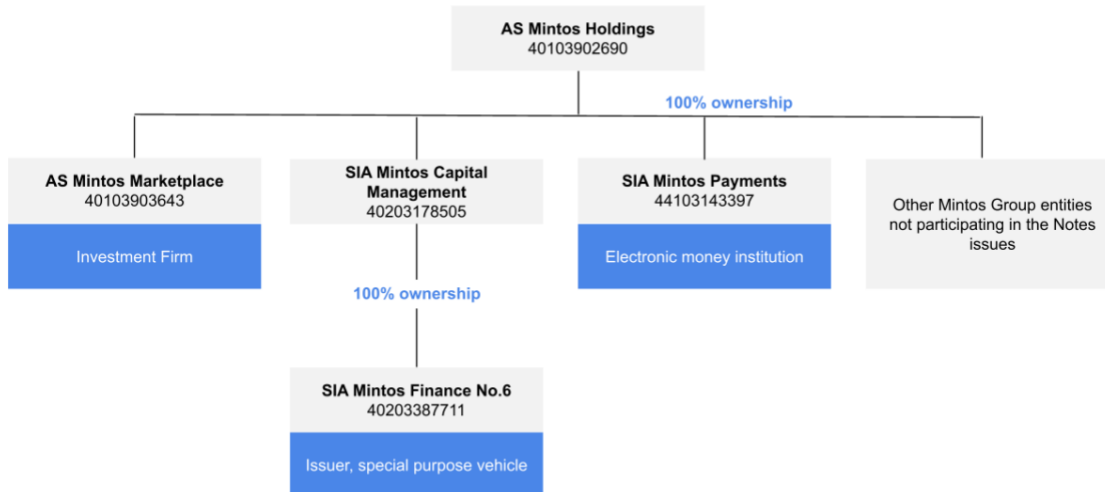 AS Mintos Holdings
40103902690
100% ownership
AS Mintos Marketplace
40103903643
Investment Firm
SIA Mintos Capital
Management
40203178505
SIA Mintos Payments
44103143397
Electronic money institution
Other Mintos Group entities
not participating in the Notes
issues
100% ownership
SIA Mintos Finance No.6
40203387711
Issuer, special purpose vehicle